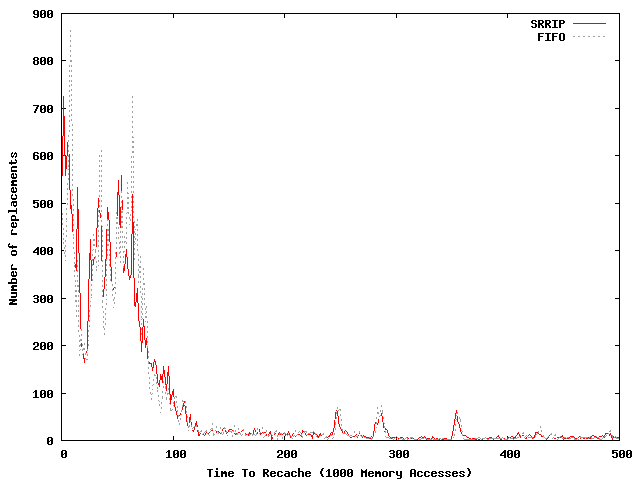 900
800
700
600
500
400
300
200
100
0
Number of replacements
SRRIP
FIFO
0 100 200 300 400 500
Time To Recache (1000 Memory Accesses)